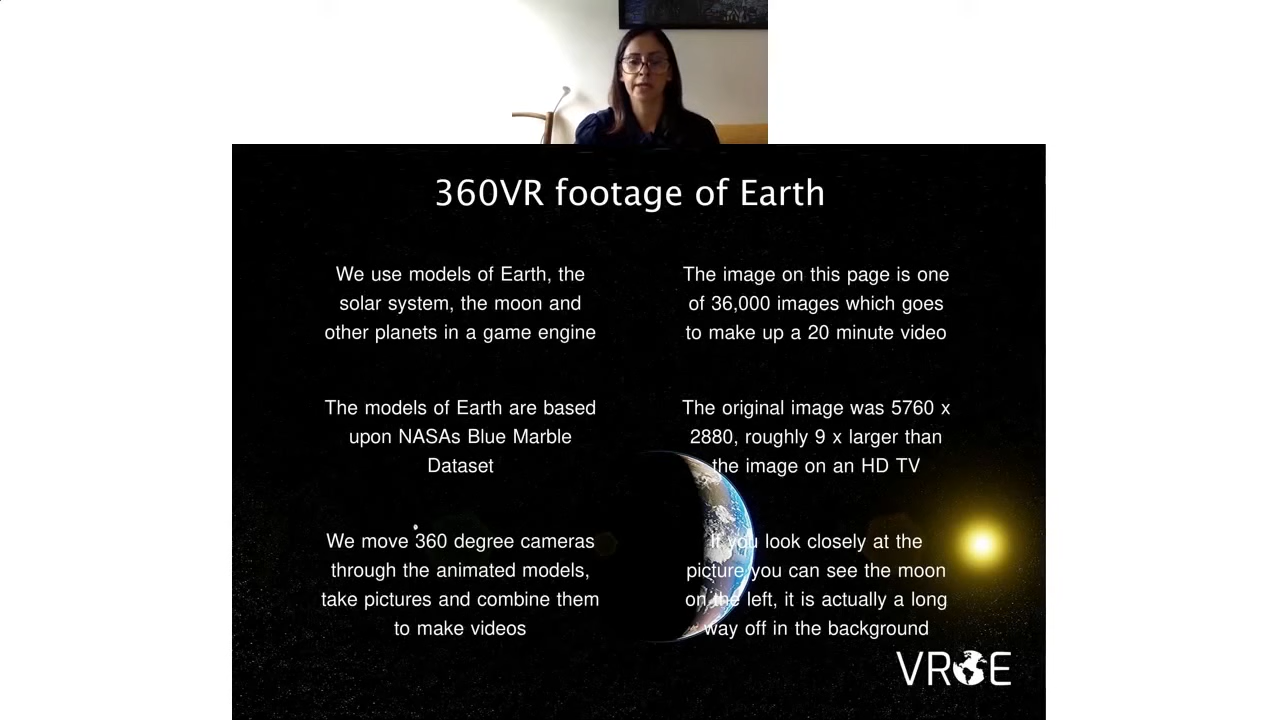 360VR footage of Earth
We use models of Earth, the
solar system, the moon and
other planets in a game engine
The models of Earth are based
upon NASAs Blue Marble
Dataset
We move 360 degree cameras
through the animated models,
take pictures and combine them
to make videos
The image on this page is one
of 36,000 images which goes
to make up a 20 minute video
The original image was 5760 x
2880, roughly 9 x larger than
the image on an HD TV
If you look closely at the
picture you can see the moon
on the left, it is actually a long
way off in the background
VR E